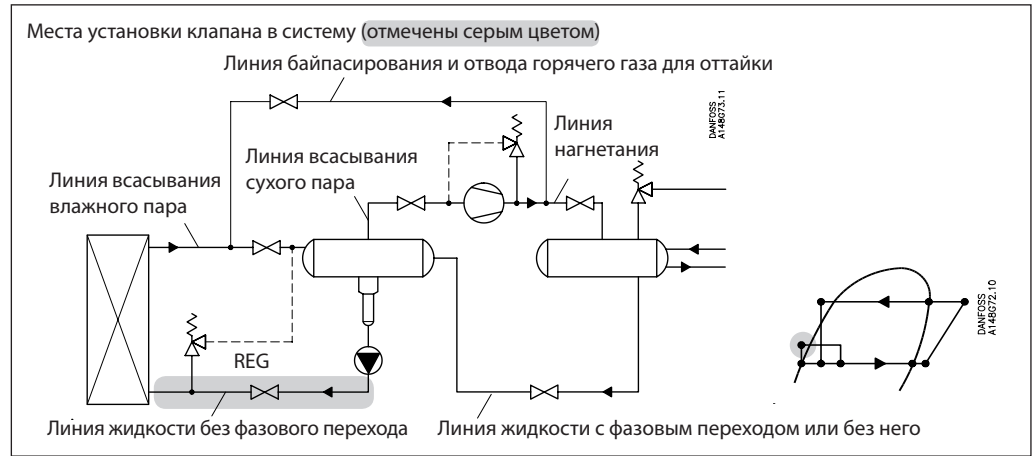 Места установки клапана в систему (отмечены серым цветом)
Линия байпасирования и отвода горячего газа для оттайки
DANFOSS
A148G73.11
Линия
нагнетания
Линия всасывания
сухого пара
Линия всасывания
влажного пара
DANFOSS
A148G72.10
REG
Линия жидкости без фазового перехода
Линия жидкости с фазовым переходом или без него